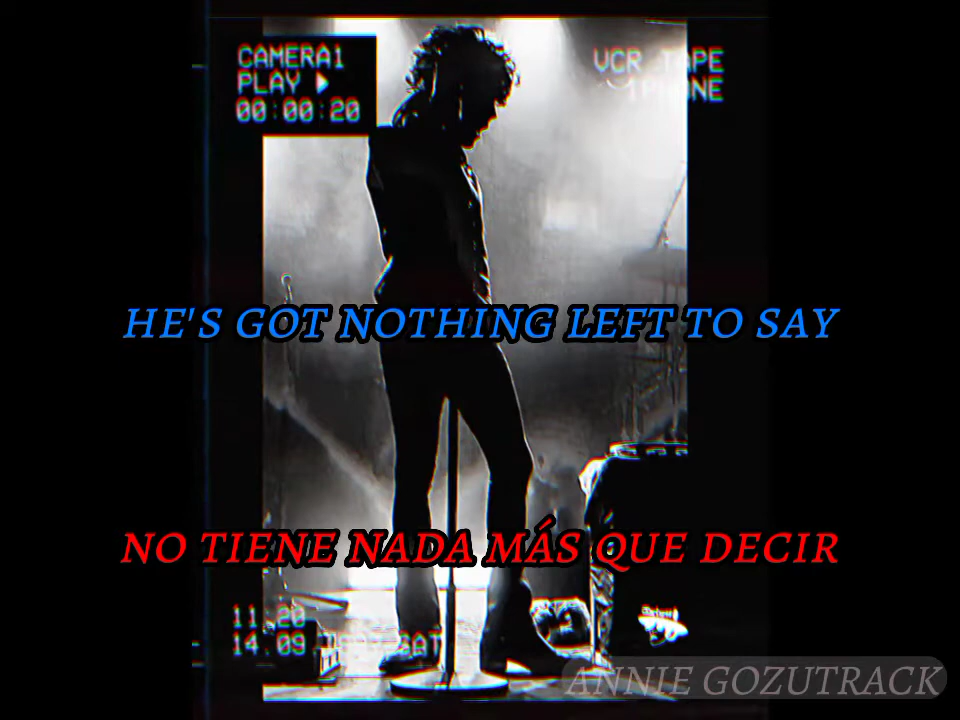 CAMERA1
PLAY
00:00:20
VCR TAPE
HE'S GOT NOTHING LEFT TO SAY
NO TIENE NADA MÁS QUE DECIR
11:20
14.09
SAT
ANNIE GOZUTRACK